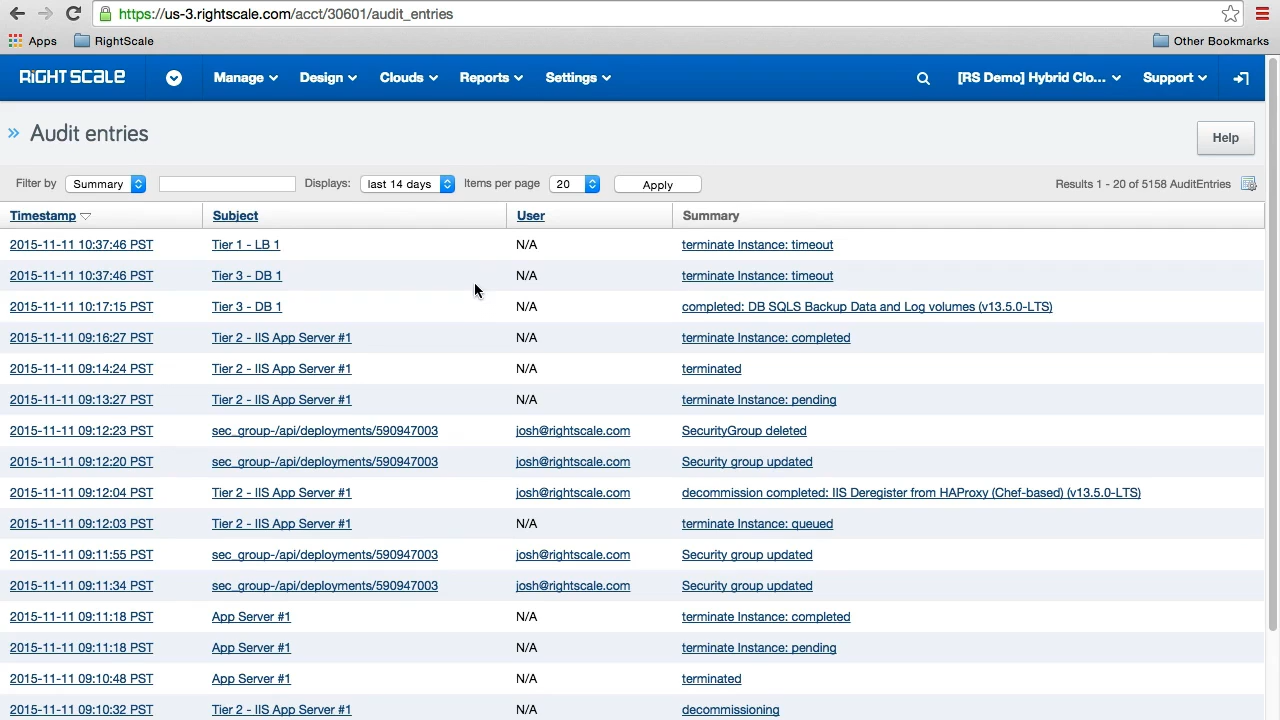 https://us-3.rightscale.com/acct/30601/audit_entries
Apps RightScale Other Bookmarks
RIGHTSCALE Manage Design Clouds Reports Settings [RS Demo] Hybrid Clo... Support
Audit entries Help
Filter by Summary Displays: last 14 days Items per page 20 Apply Results 1 - 20 of 5158 AuditEntries
Timestamp Subject User Summary
2015-11-11 10:37:46 PST Tier 1 - LB 1 N/A terminate Instance: timeout
2015-11-11 10:37:46 PST Tier 3 - DB 1 N/A terminate Instance: timeout
2015-11-11 10:17:15 PST Tier 3 - DB 1 N/A completed: DB SQLS Backup Data and Log volumes (v13.5.0-LTS)
2015-11-11 09:16:27 PST Tier 2 - IIS App Server #1 N/A terminate Instance: completed
2015-11-11 09:14:24 PST Tier 2 - IIS App Server #1 N/A terminated
2015-11-11 09:13:27 PST Tier 2 - IIS App Server #1 N/A terminate Instance: pending
2015-11-11 09:12:23 PST sec_group-/api/deployments/590947003 josh@rightscale.com SecurityGroup deleted
2015-11-11 09:12:20 PST sec_group-/api/deployments/590947003 josh@rightscale.com Security group updated
2015-11-11 09:12:04 PST Tier 2 - IIS App Server #1 josh@rightscale.com decommission completed: IIS Deregister from HAProxy (Chef-based) (v13.5.0-LTS)
2015-11-11 09:12:03 PST Tier 2 - IIS App Server #1 N/A terminate Instance: queued
2015-11-11 09:11:55 PST sec_group-/api/deployments/590947003 josh@rightscale.com Security group updated
2015-11-11 09:11:34 PST sec_group-/api/deployments/590947003 josh@rightscale.com Security group updated
2015-11-11 09:11:18 PST App Server #1 N/A terminate Instance: completed
2015-11-11 09:11:18 PST App Server #1 N/A terminate Instance: pending
2015-11-11 09:10:48 PST App Server #1 N/A terminated
2015-11-11 09:10:32 PST Tier 2 - IIS App Server #1 N/A decommissioning